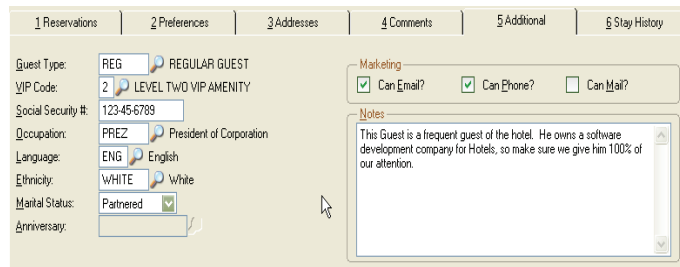 1 Reservations 2 Preferences 3 Addresses 4 Comments 5 Additional 6 Stay History
Guest Type: REG REGULAR GUEST
VIP Code: 2 LEVEL TWO VIP AMENITY
Social Security #: 123-45-6789
Occupation: PREZ President of Corporation
Language: ENG English
Ethnicity: WHITE White
Marital Status: Partnered
Anniversary:
Marketing
Can Email? Can Phone? Can Mail?
Notes
This Guest is a frequent guest of the hotel. He owns a software
development company for Hotels, so make sure we give him 100% of
our attention.